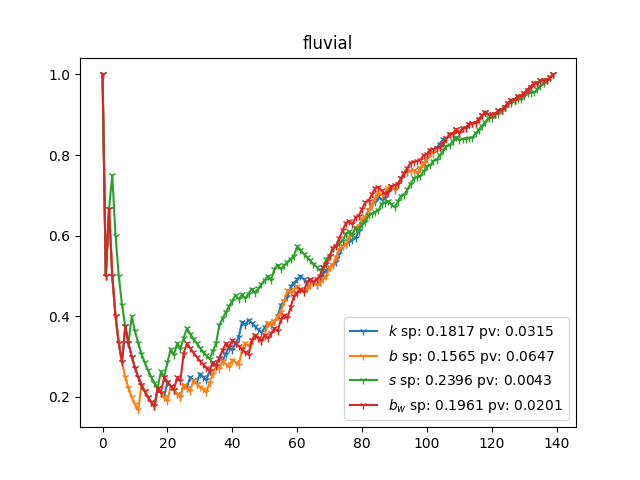 fluvial
1.0
0.8
0.6
0.4
0.2
k sp: 0.1817 pv: 0.0315
b sp: 0.1565 pv: 0.0647
s sp: 0.2396 pv: 0.0043
b_w sp: 0.1961 pv: 0.0201
0 20 40 60 80 100 120 140